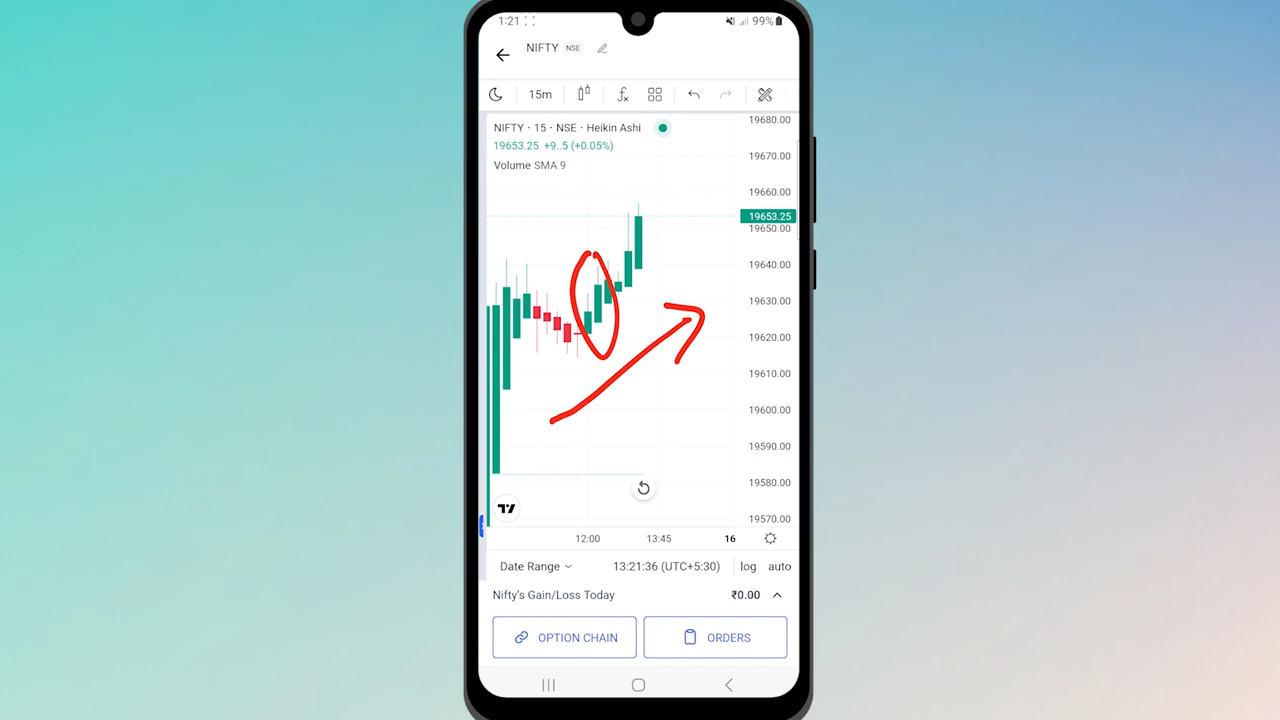 1:21 99%
NIFTY NSE
15m
NIFTY · 15 · NSE · Heikin Ashi
19653.25 +9..5 (+0.05%)
Volume SMA 9
19680.00
19670.00
19660.00
19653.25
19650.00
19640.00
19630.00
19620.00
19610.00
19600.00
19590.00
19580.00
19570.00
12:00 13:45 16
Date Range 13:21:36 (UTC+5:30) log auto
Nifty's Gain/Loss Today ₹0.00
OPTION CHAIN ORDERS